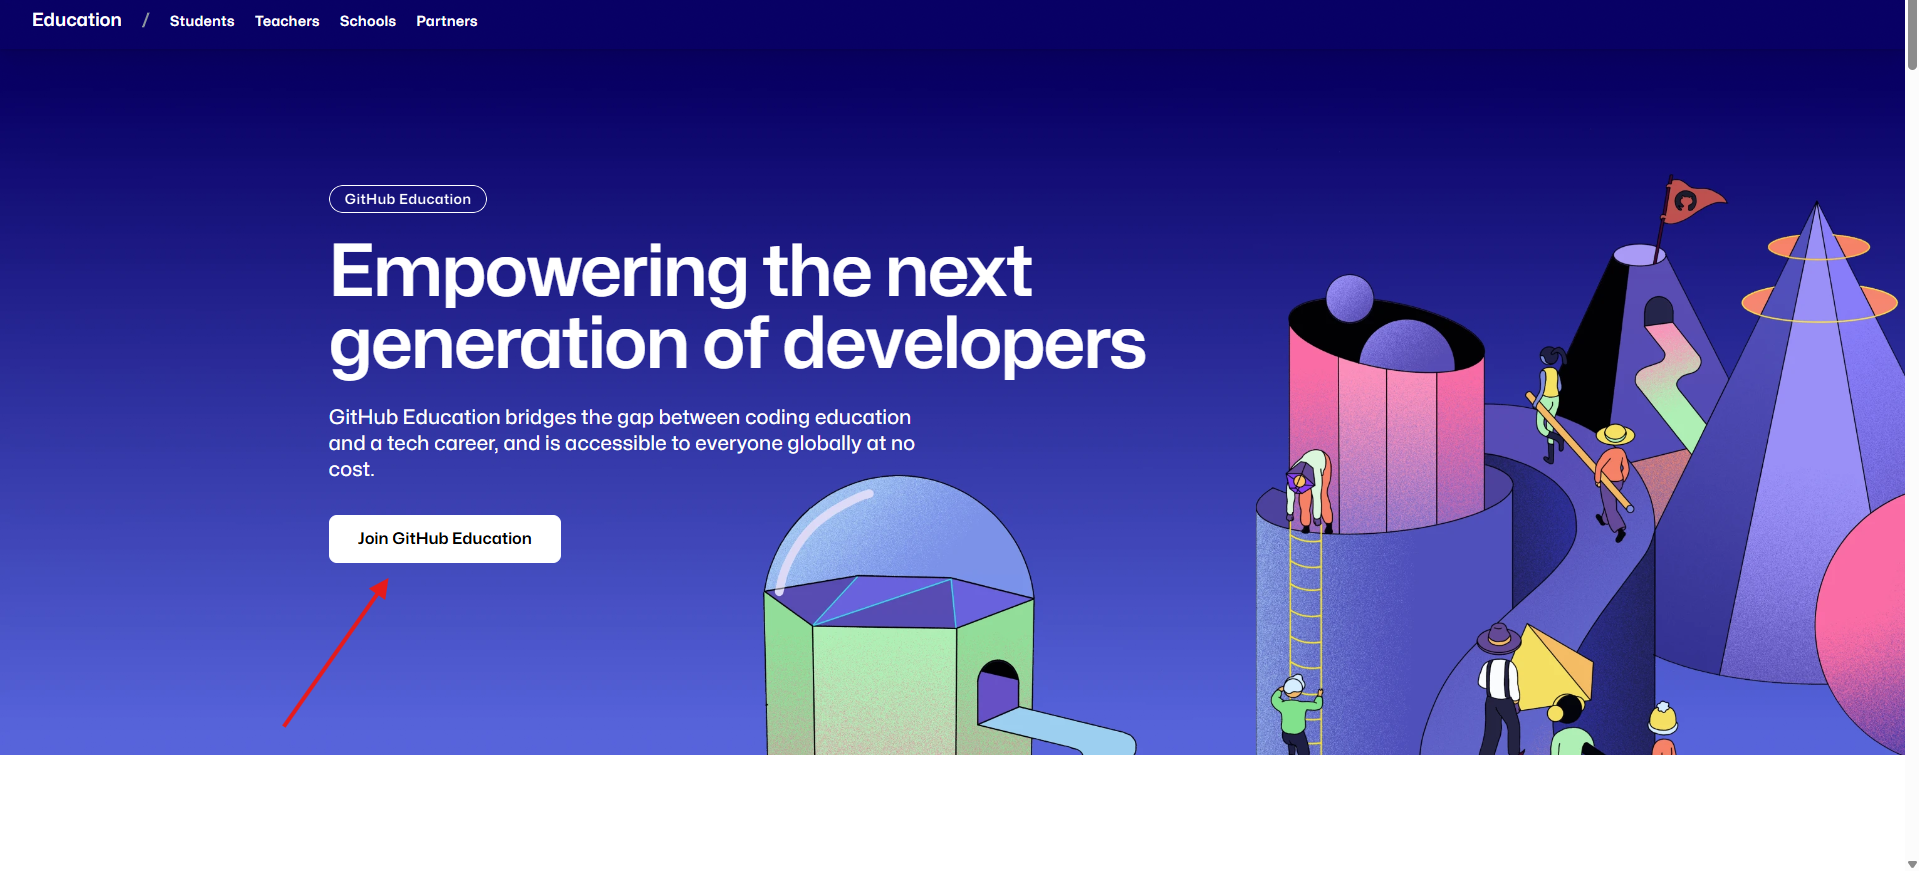 Education / Students Teachers Schools Partners
GitHub Education
Empowering the next
generation of developers
GitHub Education bridges the gap between coding education
and a tech career, and is accessible to everyone globally at no
cost.
Join GitHub Education